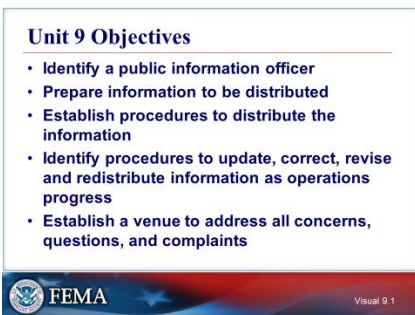 Unit 9 Objectives
• Identify a public information officer
• Prepare information to be distributed
• Establish procedures to distribute the
information
• Identify procedures to update, correct, revise
and redistribute information as operations
progress
• Establish a venue to address all concerns,
questions, and complaints
FEMA
Visual 9.1